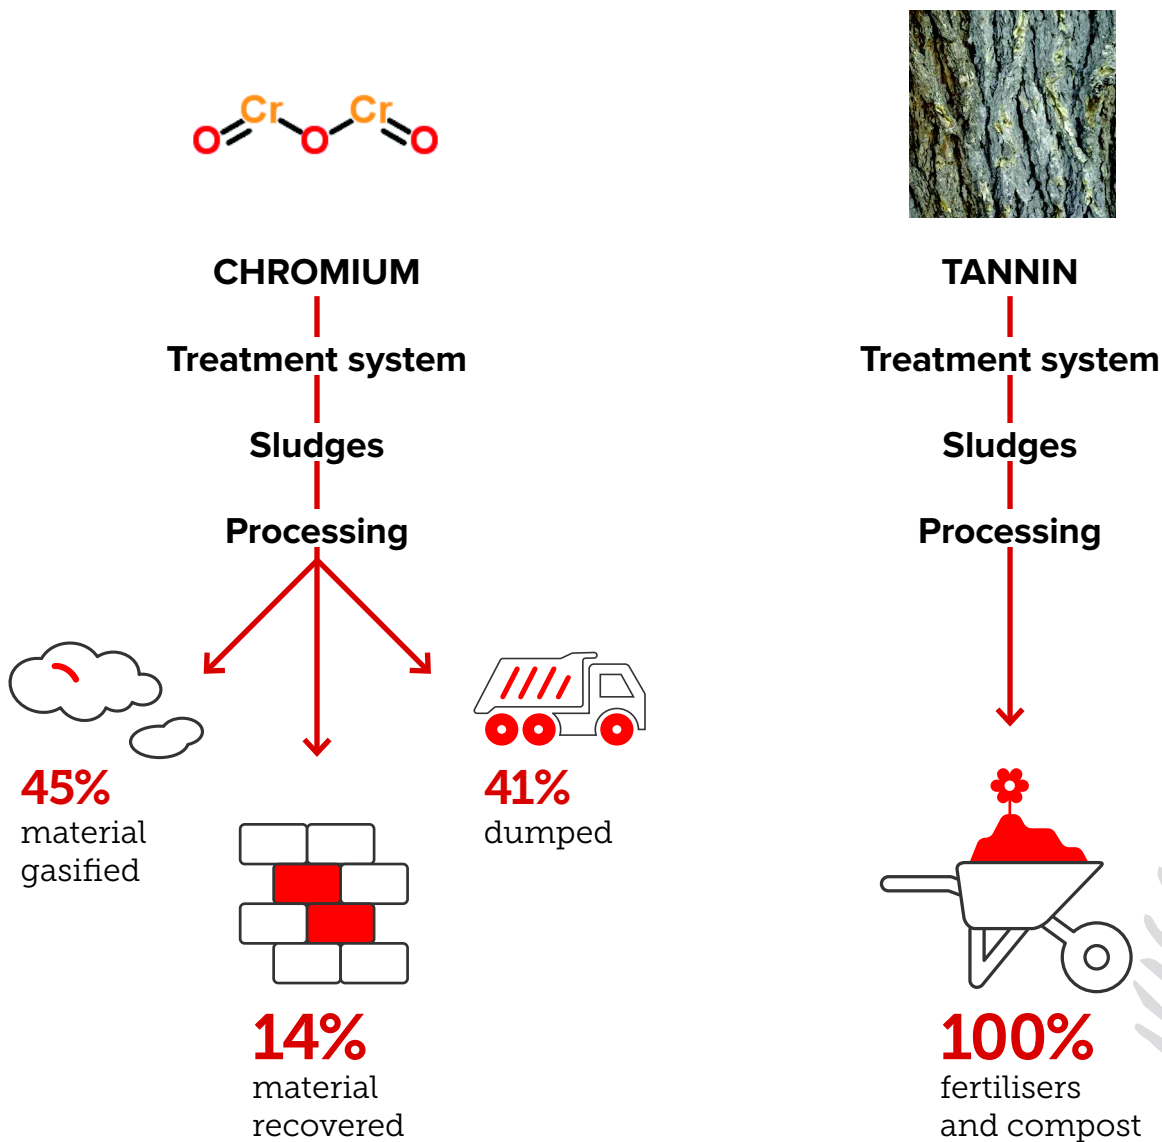 Cr Cr
O O O
CHROMIUM
Treatment system
Sludges
Processing
45%
material
gasified
14%
material
recovered
41%
dumped
TANNIN
Treatment system
Sludges
Processing
100%
fertilisers
and compost